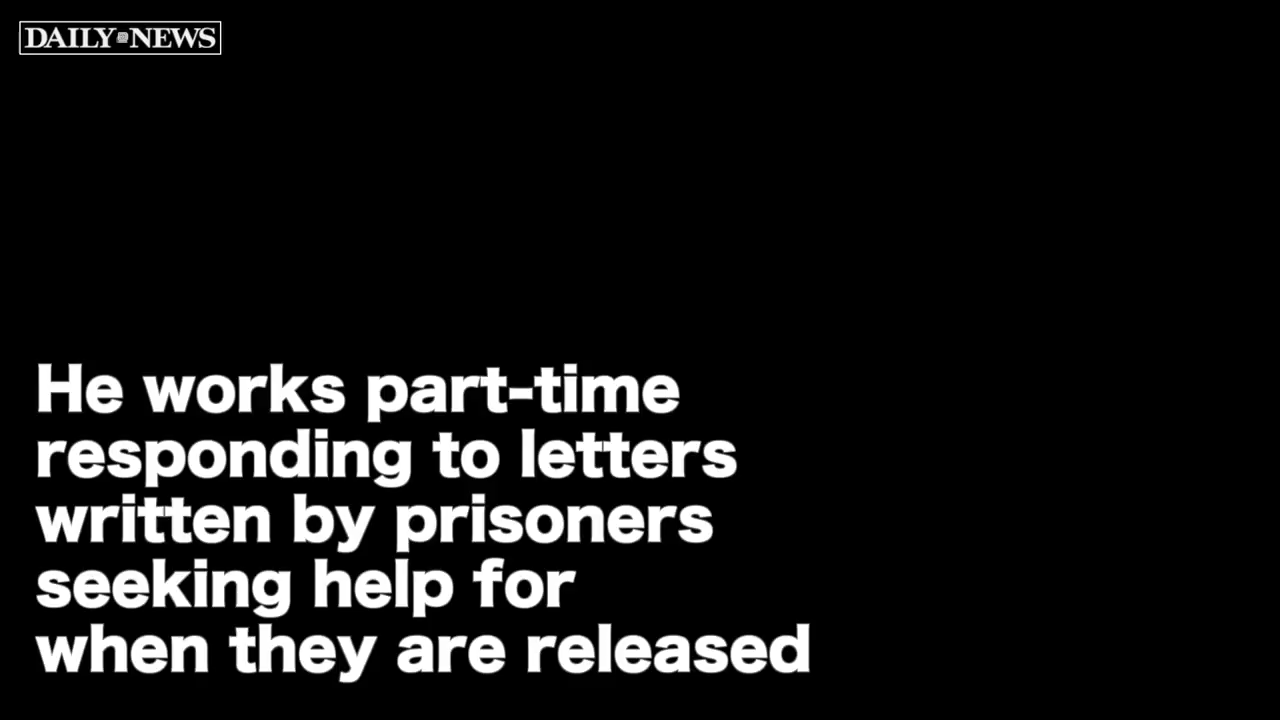 DAILY NEWS
He works part-time
responding to letters
written by prisoners
seeking help for
when they are released